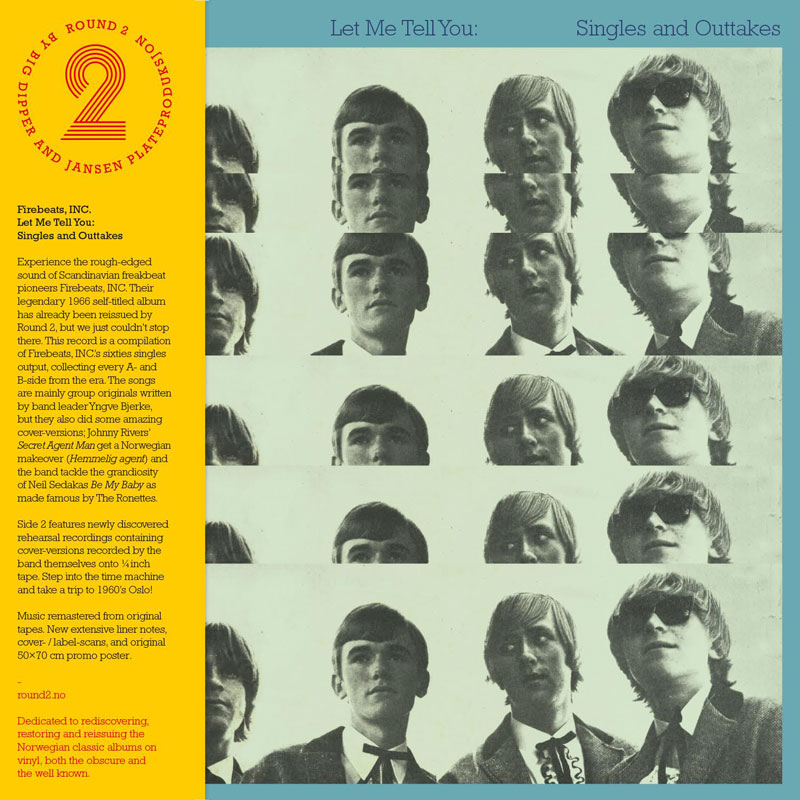 ROUND 2
BY BIG DIPPER AND JANSEN PLATEPRODUKSJON
2
Firebeats, INC.
Let Me Tell You:
Singles and Outtakes
Experience the rough-edged
sound of Scandinavian freakbeat
pioneers Firebeats, INC. Their
legendary 1966 self-titled album
has already been reissued by
Round 2, but we just couldn't stop
there. This record is a compilation
of Firebeats, INC.'s sixties singles
output, collecting every A- and
B-side from the era. The songs
are mainly group originals written
by band leader Yngve Bjerke,
but they also did some amazing
cover-versions; Johnny Rivers'
Secret Agent Man get a Norwegian
makeover (Hemmelig agent) and
the band tackle the grandiosity
of Neil Sedakas Be My Baby as
made famous by The Ronettes.
Side 2 features newly discovered
rehearsal recordings containing
cover-versions recorded by the
band themselves onto ¼ inch
tape. Step into the time machine
and take a trip to 1960's Oslo!
Music remastered from original
tapes. New extensive liner notes,
cover- / label-scans, and original
50×70 cm promo poster.
–
round2.no
Dedicated to rediscovering,
restoring and reissuing the
Norwegian classic albums on
vinyl, both the obscure and
the well known.
Let Me Tell You: Singles and Outtakes